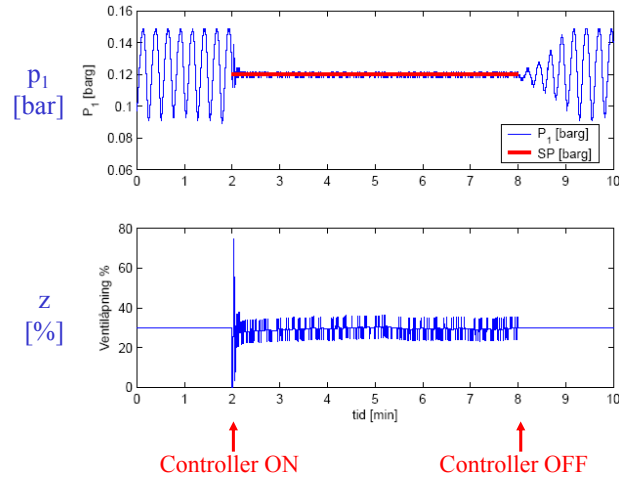 p1
[bar]
P1 [barg]
0.16
0.14
0.12
0.1
0.08
0.06
0 1 2 3 4 5 6 7 8 9 10
P1 [barg]
SP [barg]
z
[%]
Ventilåpning %
80
60
40
20
0
0 1 2 3 4 5 6 7 8 9 10
tid [min]
Controller ON
Controller OFF